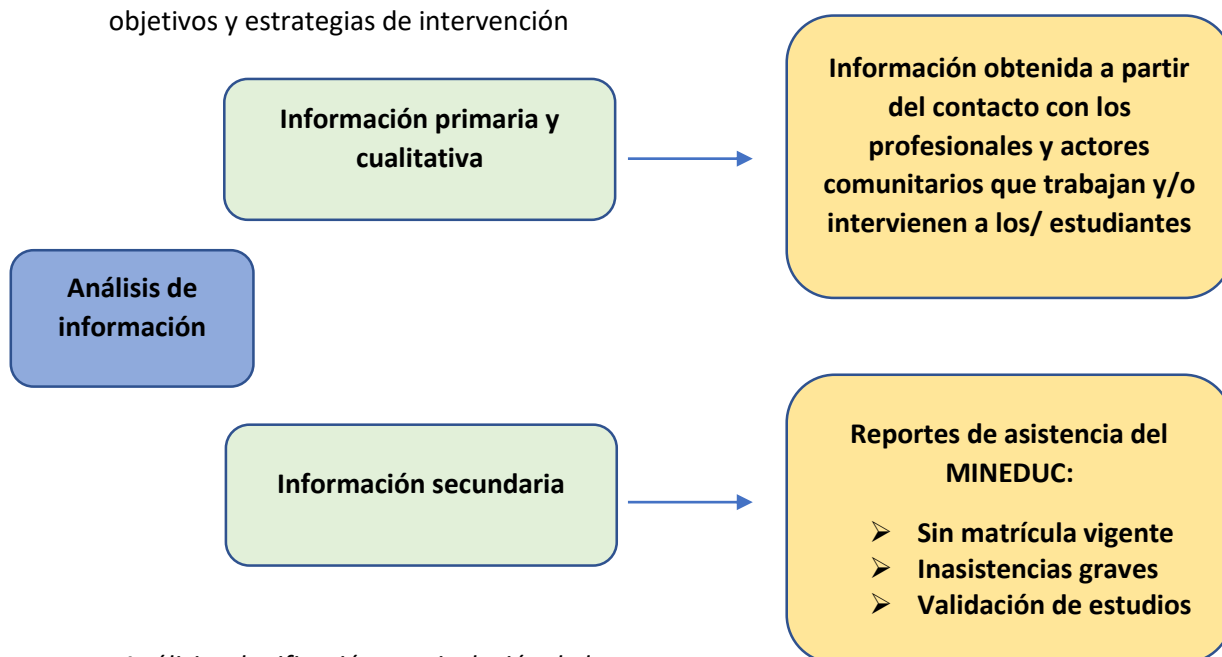 objetivos y estrategias de intervención
Información primaria y
cualitativa
Información obtenida a partir
del contacto con los
profesionales y actores
comunitarios que trabajan y/o
intervienen a los/ estudiantes
Análisis de
información
Información secundaria
Reportes de asistencia del
MINEDUC:
➢ Sin matrícula vigente
➢ Inasistencias graves
➢ Validación de estudios